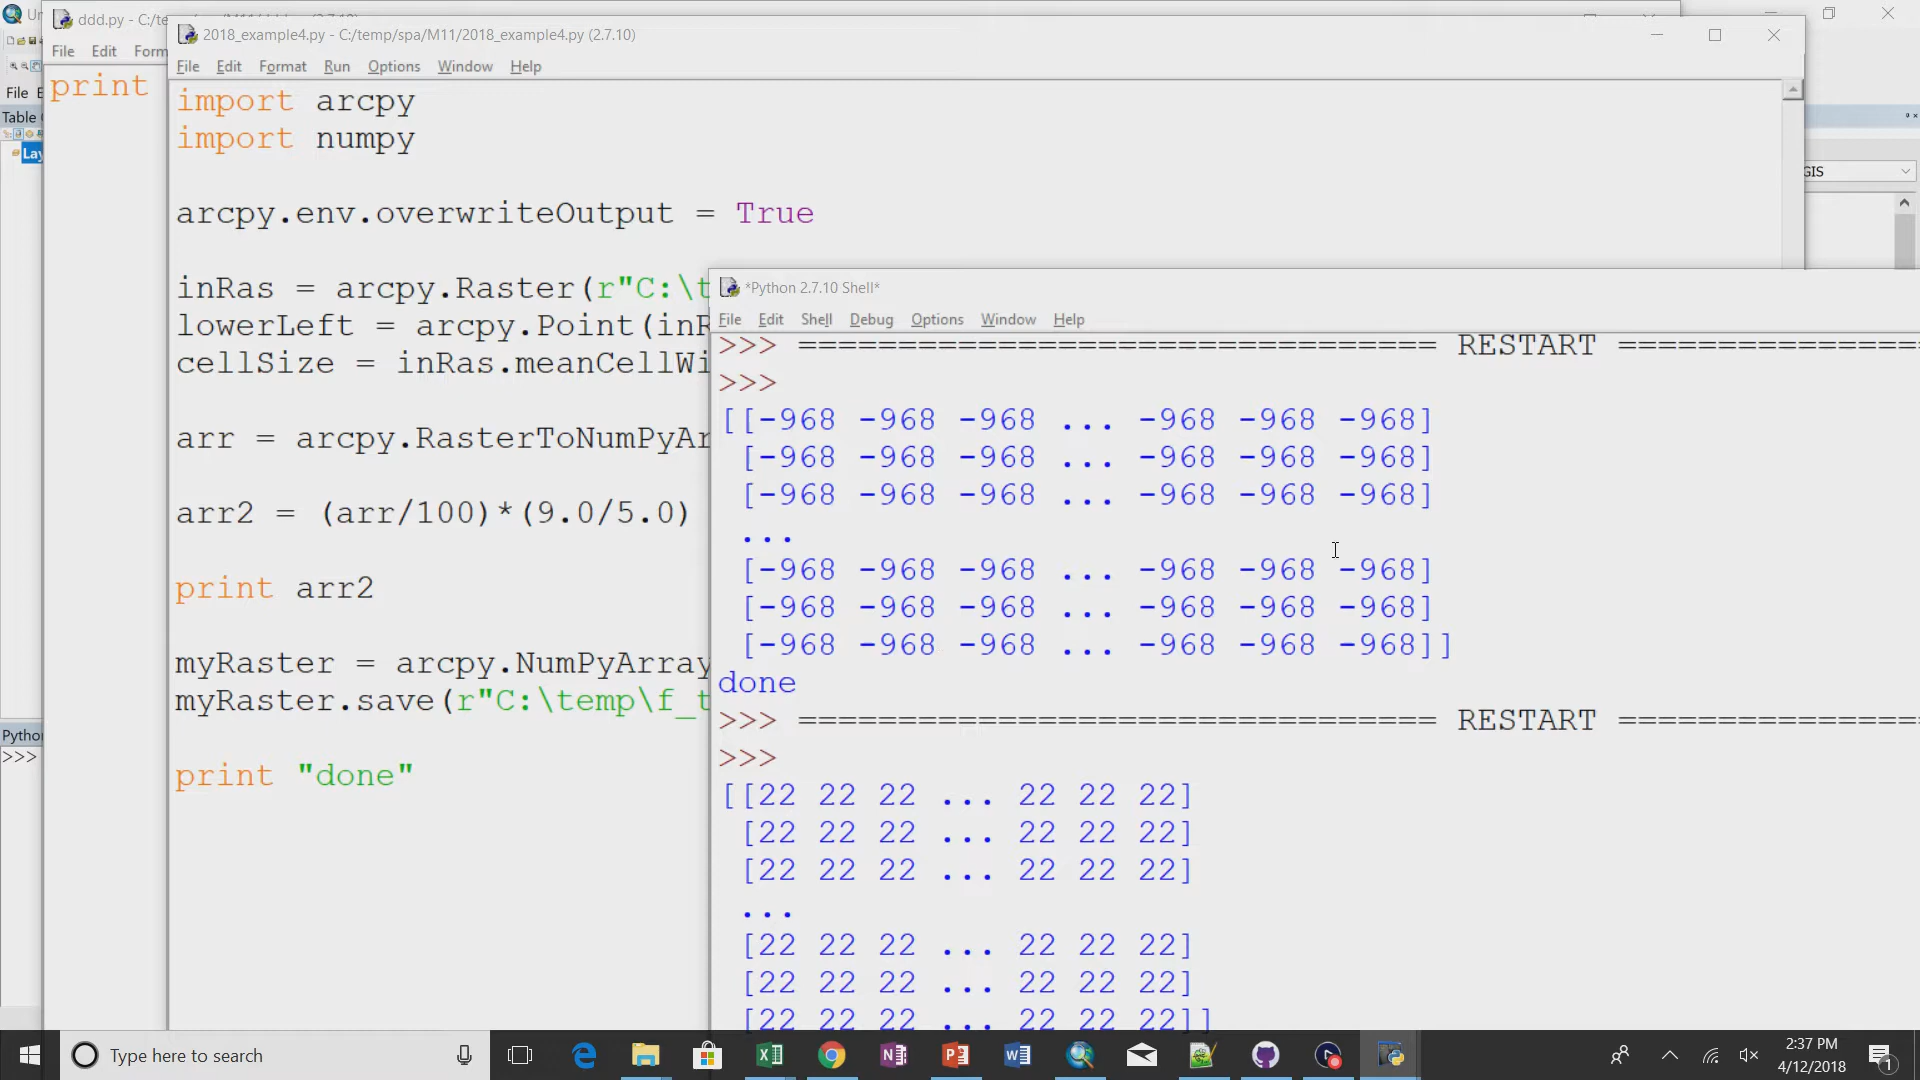 ddd.py - C:/te
2018_example4.py - C:/temp/spa/M11/2018_example4.py (2.7.10)
File Edit Form
File Edit Format Run Options Window Help
print
import arcpy
import numpy
File
Table
Lay
GIS
arcpy.env.overwriteOutput = True
inRas = arcpy.Raster(r"C:\t
lowerLeft = arcpy.Point(inR
cellSize = inRas.meanCellWi
arr = arcpy.RasterToNumPyAr
arr2 = (arr/100)*(9.0/5.0)
print arr2
myRaster = arcpy.NumPyArray
myRaster.save(r"C:\temp\f_t
print "done"
Python
>>>
*Python 2.7.10 Shell*
File Edit Shell Debug Options Window Help
>>> ================================ RESTART ===============
>>>
[[-968 -968 -968 ... -968 -968 -968]
[-968 -968 -968 ... -968 -968 -968]
[-968 -968 -968 ... -968 -968 -968]
...
[-968 -968 -968 ... -968 -968 -968]
[-968 -968 -968 ... -968 -968 -968]
[-968 -968 -968 ... -968 -968 -968]]
done
>>> ================================ RESTART ===============
>>>
[[22 22 22 ... 22 22 22]
[22 22 22 ... 22 22 22]
[22 22 22 ... 22 22 22]
...
[22 22 22 ... 22 22 22]
[22 22 22 ... 22 22 22]
[22 22 22 ... 22 22 22]]
Type here to search
2:37 PM
4/12/2018
1